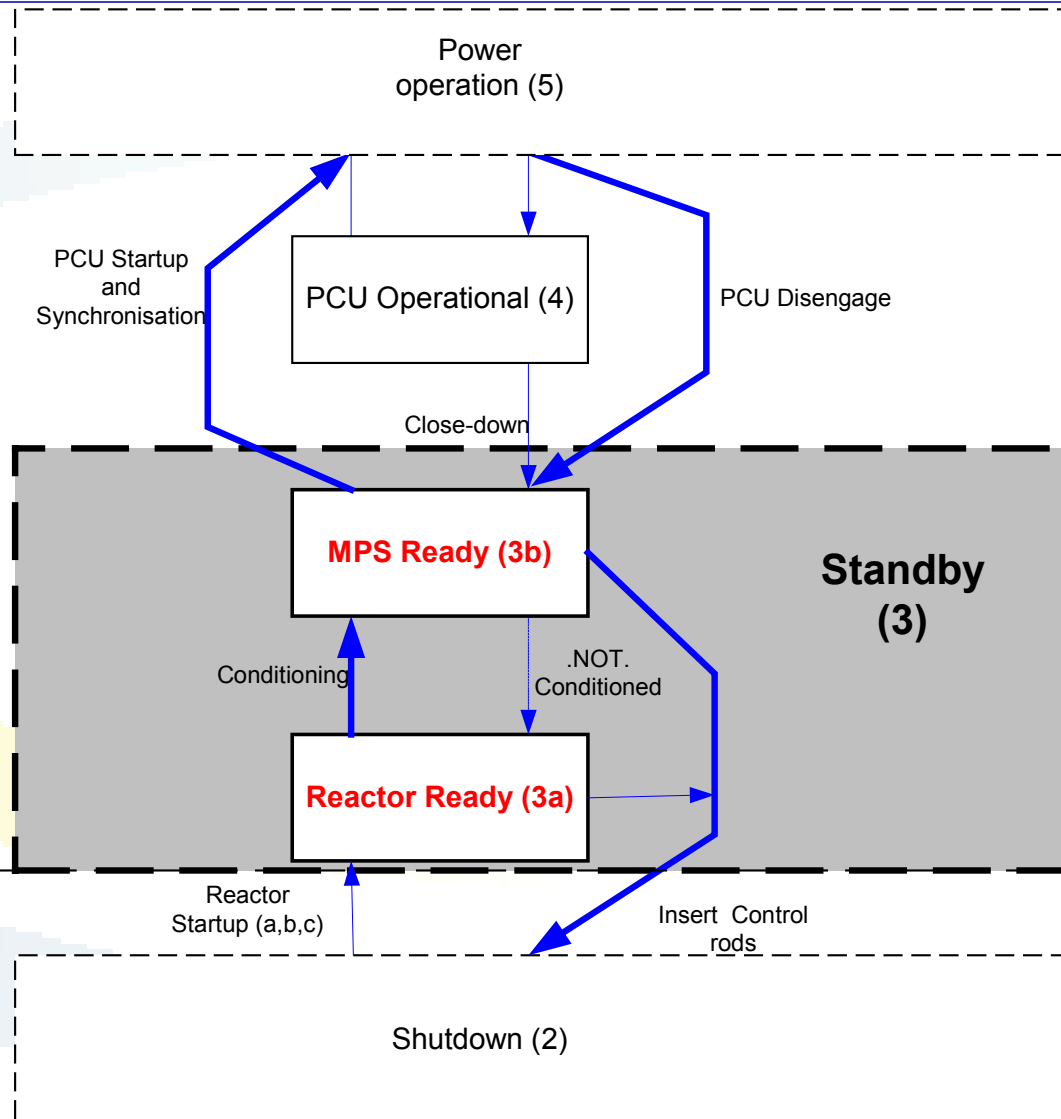 Power
operation (5)
PCU Startup
and
Synchronisation
PCU Operational (4)
PCU Disengage
Close-down
MPS Ready (3b)
Standby
(3)
Conditioning
.NOT.
Conditioned
Reactor Ready (3a)
Reactor
Startup (a,b,c)
Insert Control
rods
Shutdown (2)